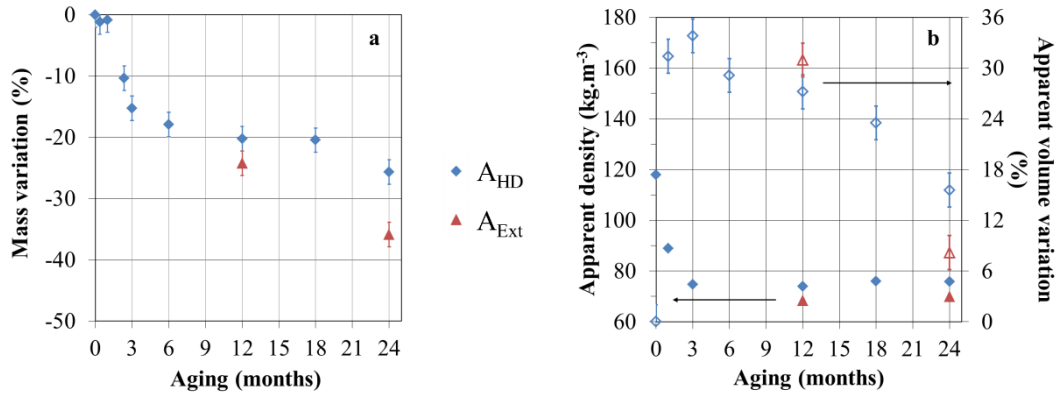 a
Mass variation (%)
0
-10
-20
-30
-40
-50
0 3 6 9 12 15 18 21 24
Aging (months)
A_HD
A_Ext
b
Apparent density (kg.m⁻³)
180
160
140
120
100
80
60
0 3 6 9 12 15 18 21 24
Aging (months)
36
30
24
18
12
6
0
Apparent volume variation
(%)